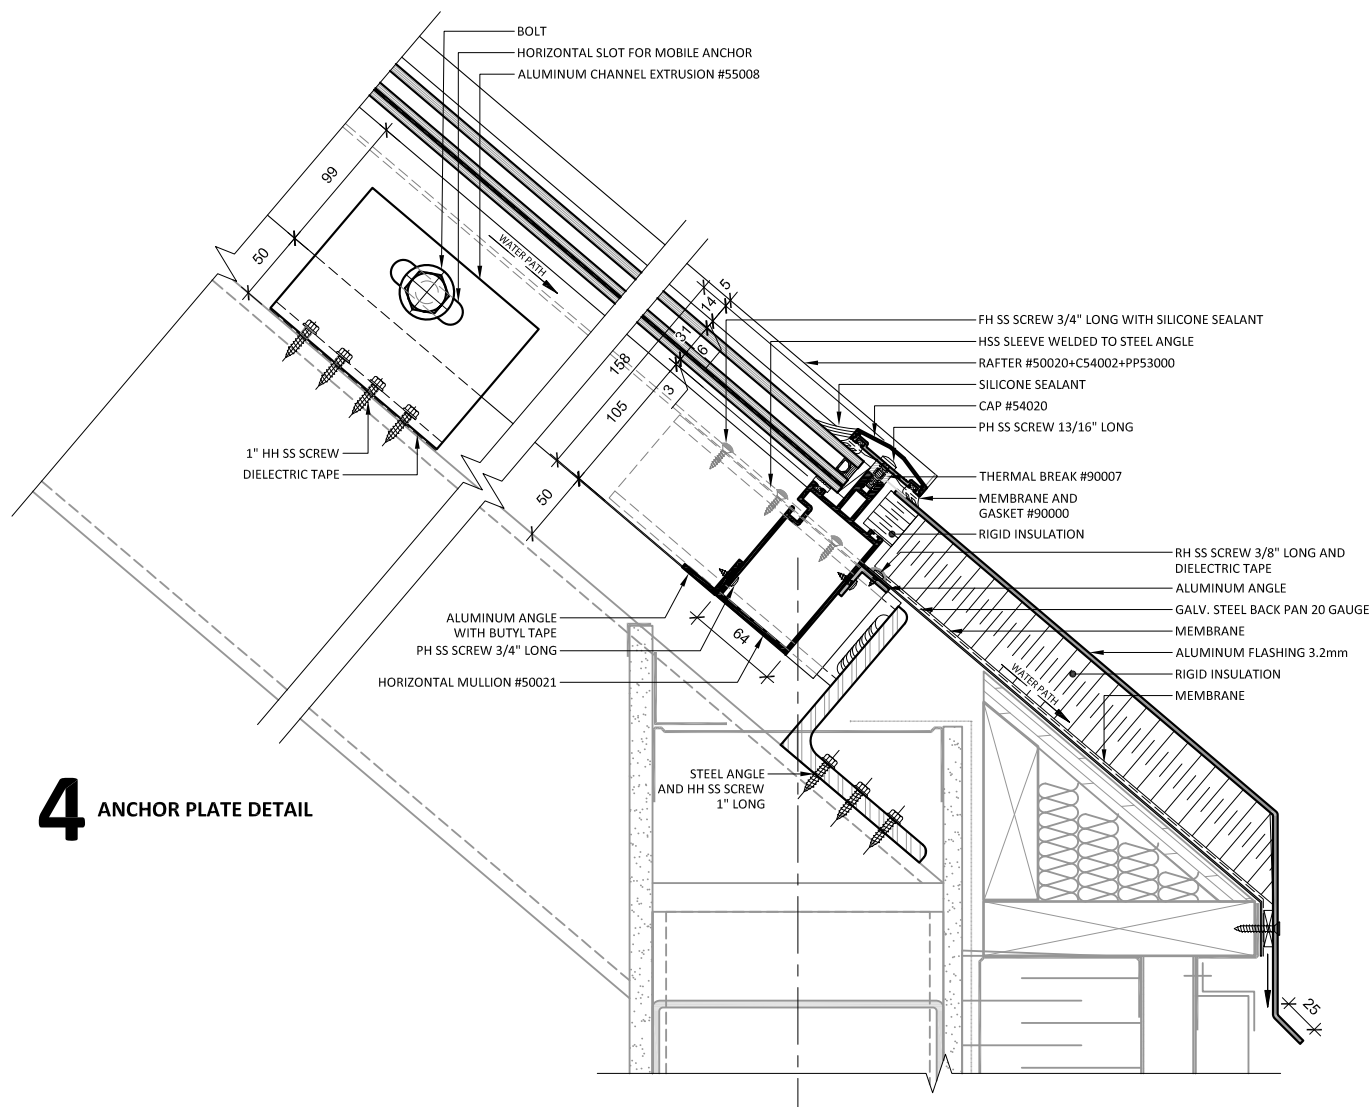 BOLT
HORIZONTAL SLOT FOR MOBILE ANCHOR
ALUMINUM CHANNEL EXTRUSION #55008
99
50
WATER PATH
5
14
31
6
158
3
105
50
FH SS SCREW 3/4" LONG WITH SILICONE SEALANT
HSS SLEEVE WELDED TO STEEL ANGLE
RAFTER #50020+C54002+PP53000
SILICONE SEALANT
CAP #54020
PH SS SCREW 13/16" LONG
1" HH SS SCREW
DIELECTRIC TAPE
THERMAL BREAK #90007
MEMBRANE AND
GASKET #90000
RIGID INSULATION
RH SS SCREW 3/8" LONG AND
DIELECTRIC TAPE
ALUMINUM ANGLE
GALV. STEEL BACK PAN 20 GAUGE
MEMBRANE
ALUMINUM FLASHING 3.2mm
RIGID INSULATION
MEMBRANE
ALUMINUM ANGLE
WITH BUTYL TAPE
PH SS SCREW 3/4" LONG
HORIZONTAL MULLION #50021
64
WATER PATH
STEEL ANGLE
AND HH SS SCREW
1" LONG
4 ANCHOR PLATE DETAIL
25